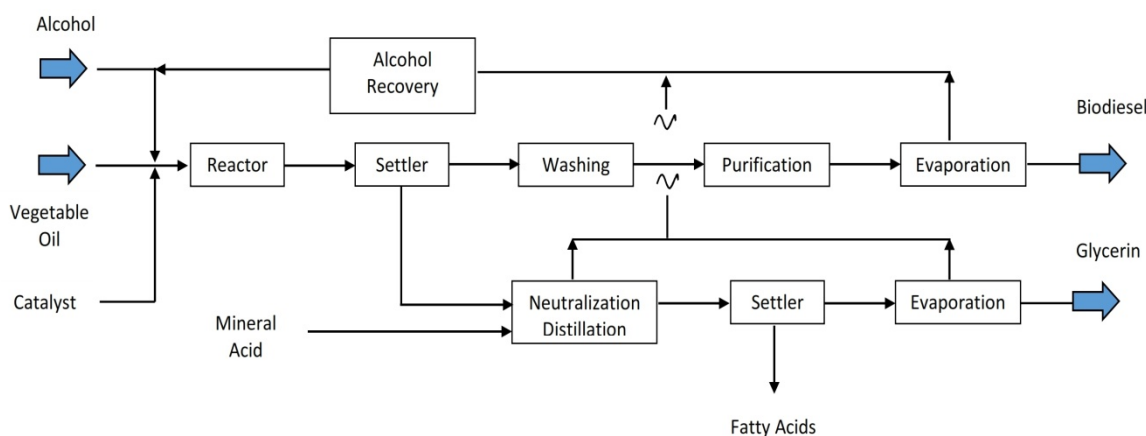 Alcohol
Alcohol
Recovery
Biodiesel
Reactor
Settler
Washing
Purification
Evaporation
Vegetable
Oil
Glycerin
Catalyst
Mineral
Acid
Neutralization
Distillation
Settler
Evaporation
Fatty Acids